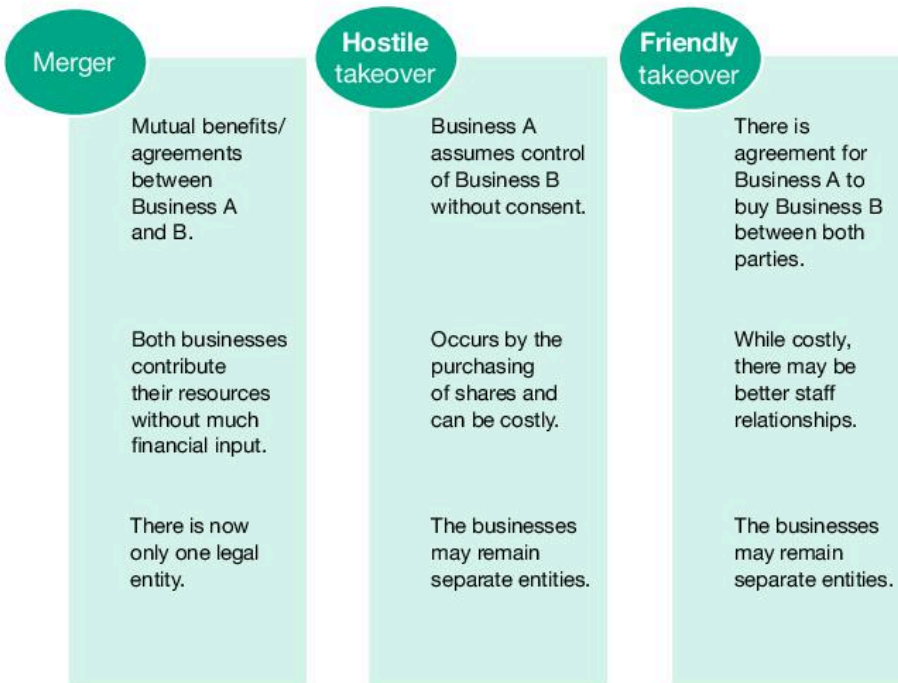 Merger
Mutual benefits/
agreements
between
Business A
and B.
Both businesses
contribute
their resources
without much
financial input.
There is now
only one legal
entity.
Hostile
takeover
Business A
assumes control
of Business B
without consent.
Occurs by the
purchasing
of shares and
can be costly.
The businesses
may remain
separate entities.
Friendly
takeover
There is
agreement for
Business A to
buy Business B
between both
parties.
While costly,
there may be
better staff
relationships.
The businesses
may remain
separate entities.